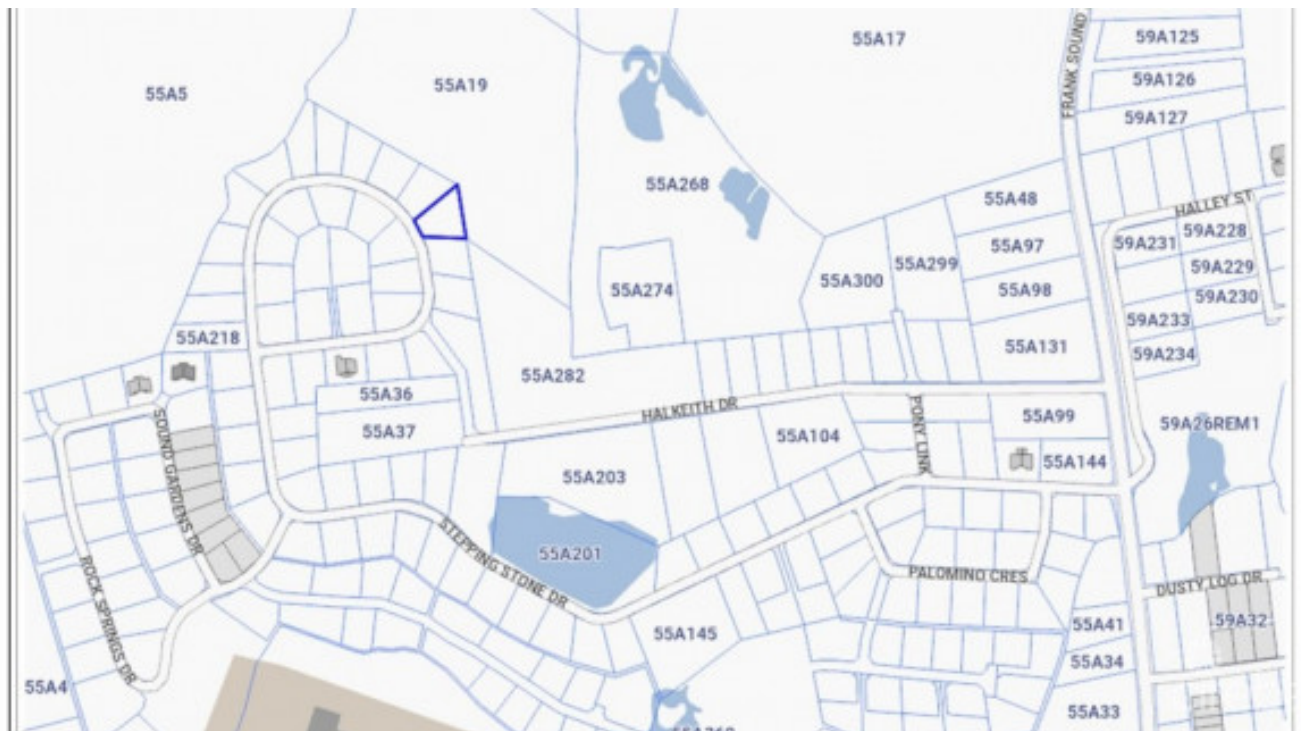 55A17
59A125
FRANK SOUND
59A126
55A5
55A19
59A127
55A268
55A48
HALLEY ST
59A231
59A228
55A97
55A299
59A229
55A300
55A274
55A98
59A230
59A233
55A218
55A131
59A234
55A282
55A36
HALKEITH DR
PONY LINK
55A99
59A26REM1
55A37
55A104
SOUND GARDENS DR
55A144
55A203
STEPPING STONE DR
55A201
ROCK SPRINGS DR
PALOMINO CRES
DUSTY LOG DR
55A41
59A32
55A145
55A34
55A4
55A33